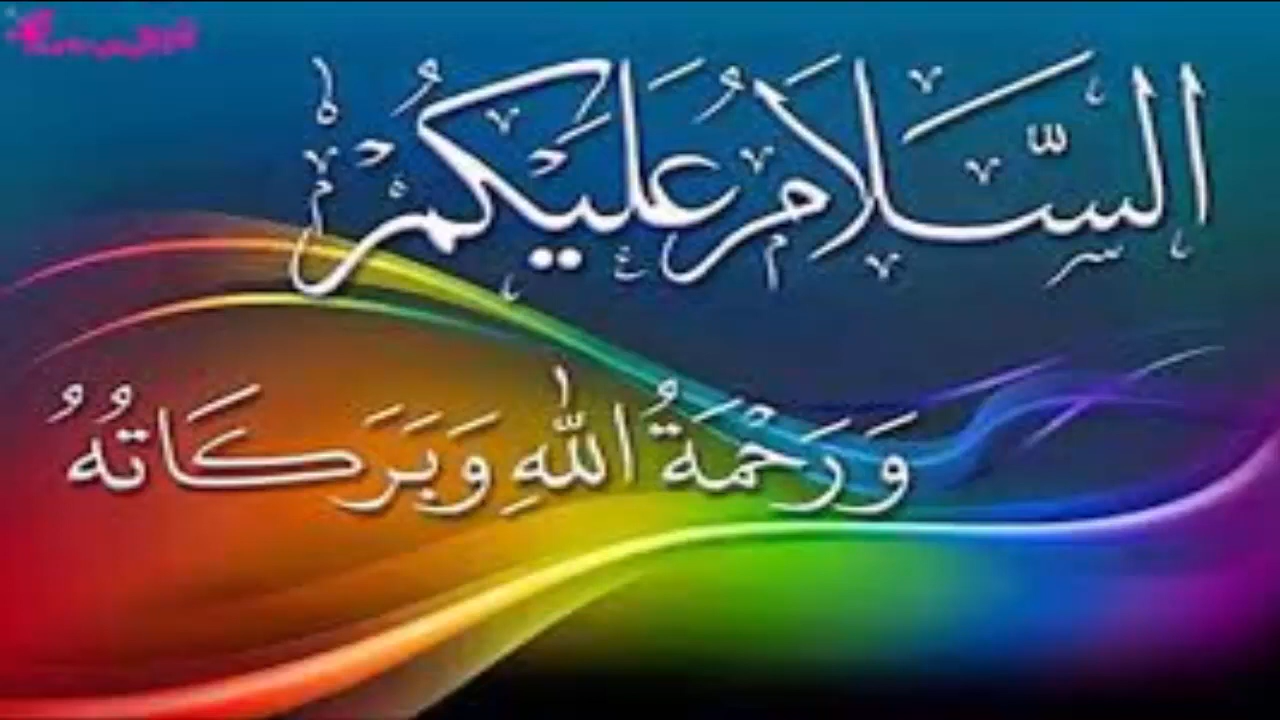 السَّلَامُ عَلَيْكُمْ
وَرَحْمَةُ اللهِ وَبَرَكَاتُهُ